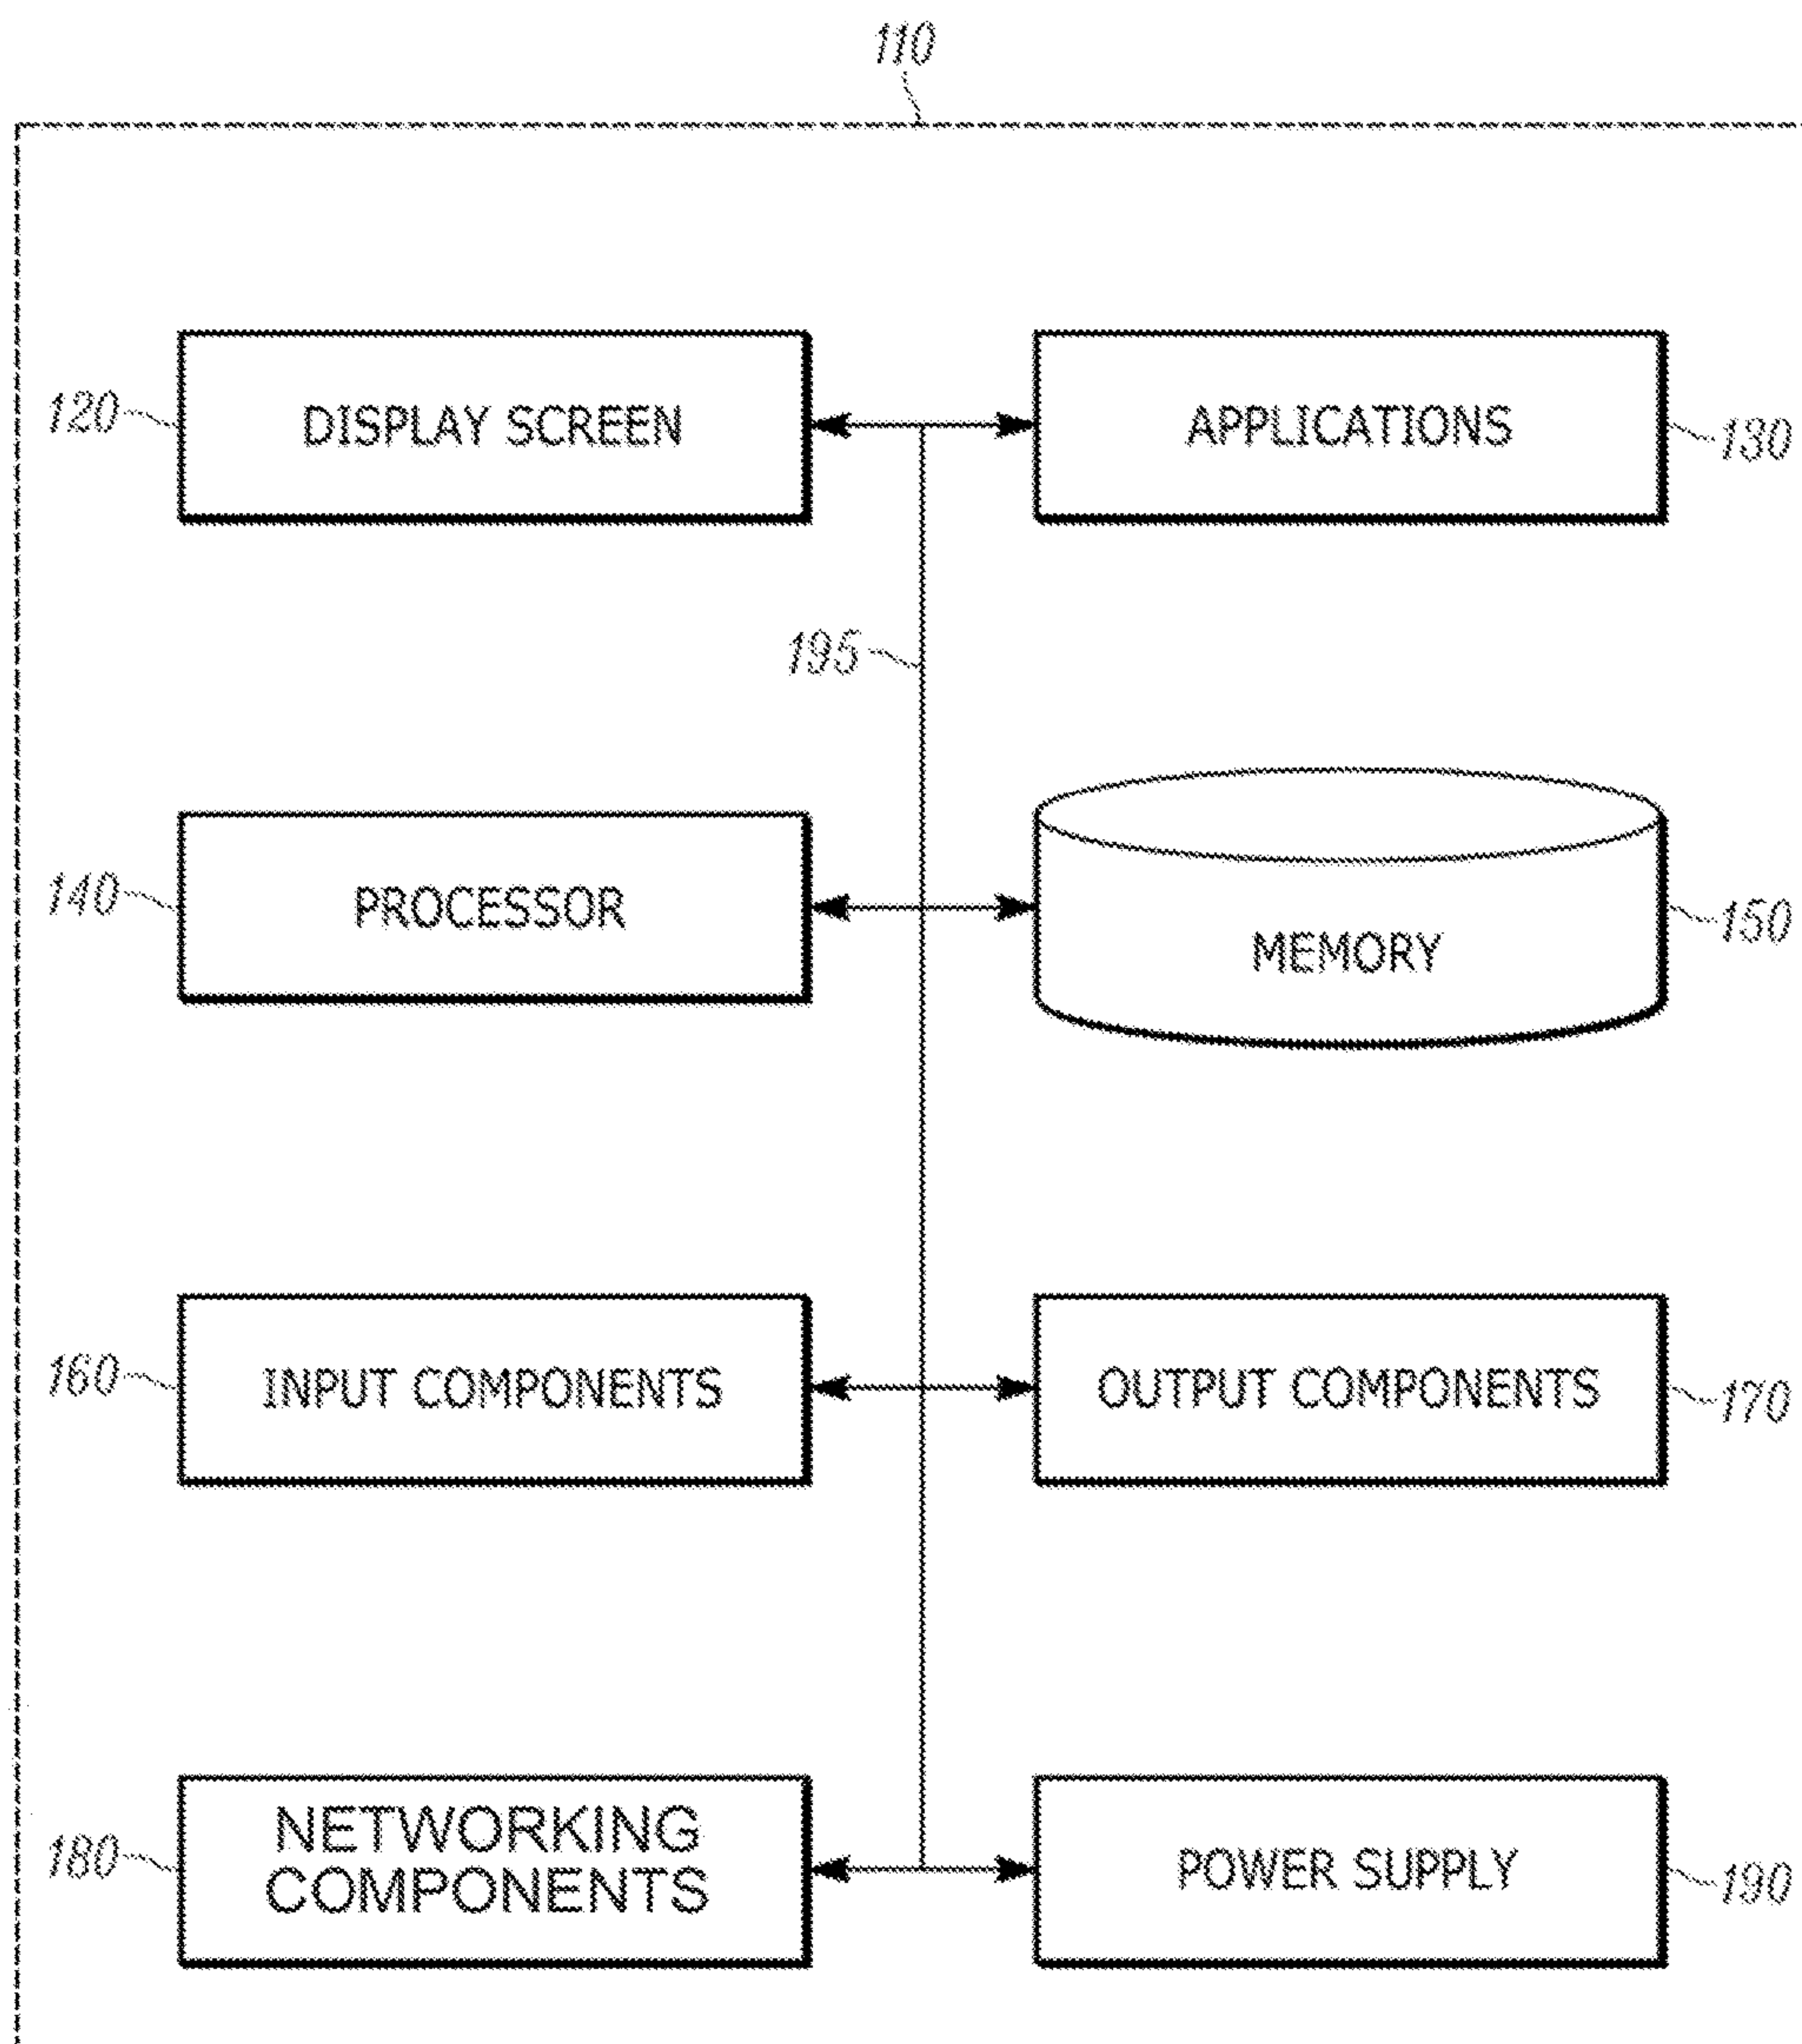 110
120
DISPLAY SCREEN
APPLICATIONS
130
195
140
PROCESSOR
MEMORY
150
160
INPUT COMPONENTS
OUTPUT COMPONENTS
170
180
NETWORKING
COMPONENTS
POWER SUPPLY
190